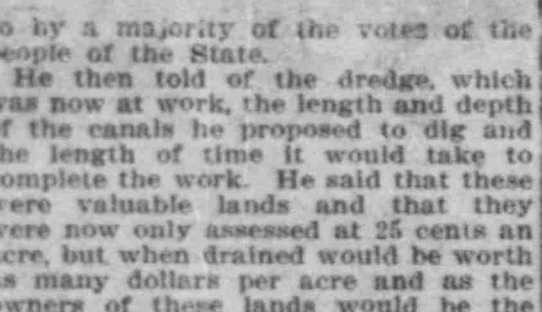 o by a majority of the votes of the
eople of the State.
He then told of the dredge, which
was now at work, the length and depth
f the canals he proposed to dig and
he length of time it would take to
omplete the work. He said that these
were valuable lands and that they
were now only assessed at 25 cents an
acre, but when drained would be worth
as many dollars per acre and as the
owners of these lands would be the